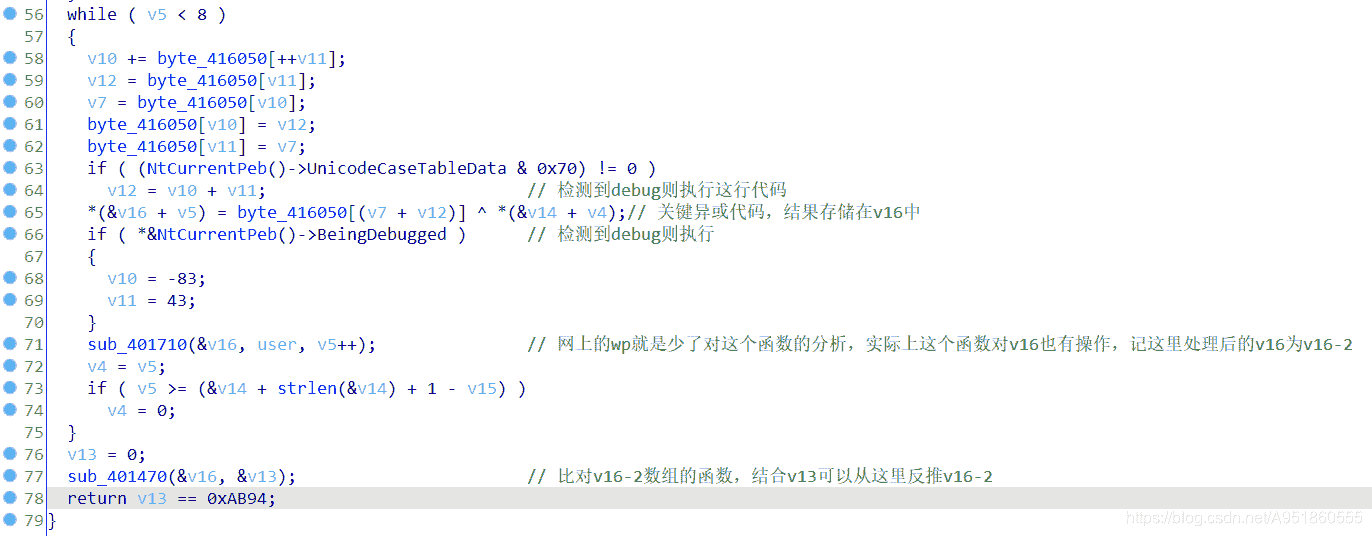 56 while ( v5 < 8 )
57 {
58 v10 += byte_416050[++v11];
59 v12 = byte_416050[v11];
60 v7 = byte_416050[v10];
61 byte_416050[v10] = v12;
62 byte_416050[v11] = v7;
63 if ( (NtCurrentPeb()->UnicodeCaseTableData & 0x70) != 0 )
64 v12 = v10 + v11; // 检测到debug则执行这行代码
65 *(&v16 + v5) = byte_416050[(v7 + v12)] ^ *(&v14 + v4);// 关键异或代码，结果存储在v16中
66 if ( *&NtCurrentPeb()->BeingDebugged ) // 检测到debug则执行
67 {
68 v10 = -83;
69 v11 = 43;
70 }
71 sub_401710(&v16, user, v5++); // 网上的wp就是少了对这个函数的分析，实际上这个函数对v16也有操作，记这里处理后的v16为v16-2
72 v4 = v5;
73 if ( v5 >= (&v14 + strlen(&v14) + 1 - v15) )
74 v4 = 0;
75 }
76 v13 = 0;
77 sub_401470(&v16, &v13); // 比对v16-2数组的函数，结合v13可以从这里反推v16-2
78 return v13 == 0xAB94;
79 }
https://blog.csdn.net/A951860555